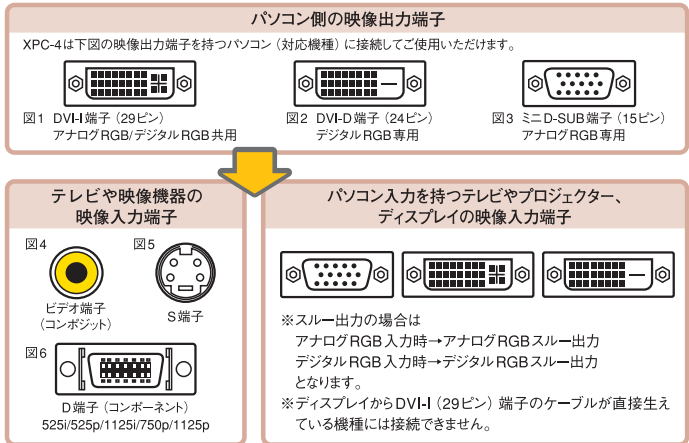 パソコン側の映像出力端子
XPC-4は下図の映像出力端子を持つパソコン（対応機種）に接続してご使用いただけます。
図1 DVI-I端子（29ピン）
アナログRGB/デジタルRGB共用
図2 DVI-D端子（24ピン）
デジタルRGB専用
図3 ミニD-SUB端子（15ピン）
アナログRGB専用
テレビや映像機器の
映像入力端子
図4
ビデオ端子
（コンポジット）
図5
S端子
図6
D端子（コンポーネント）
525i/525p/1125i/750p/1125p
パソコン入力を持つテレビやプロジェクター、
ディスプレイの映像入力端子
※スルー出力の場合は
アナログRGB入力時→アナログRGBスルー出力
デジタルRGB入力時→デジタルRGBスルー出力
となります。
※ディスプレイからDVI-I（29ピン）端子のケーブルが直接生え
ている機種には接続できません。